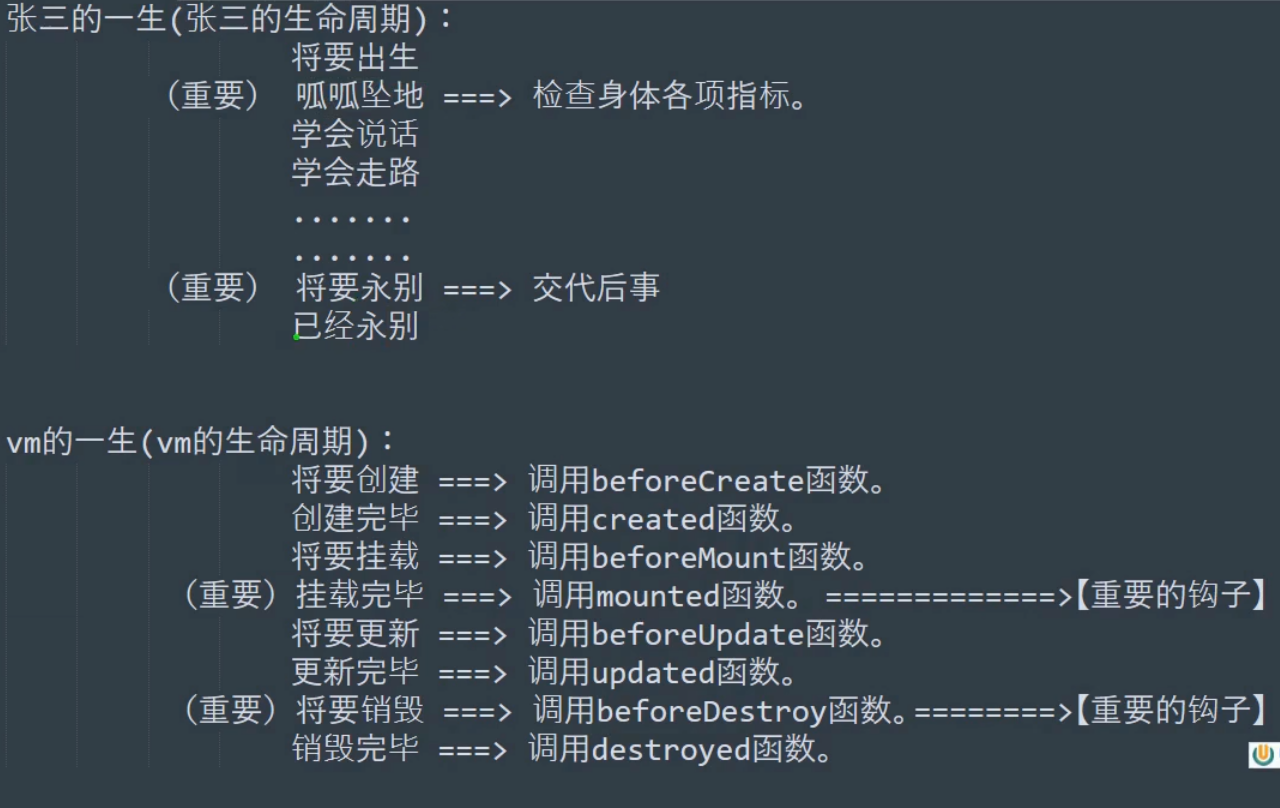 张三的一生(张三的生命周期)：
将要出生
（重要） 呱呱坠地 ===> 检查身体各项指标。
学会说话
学会走路
.......
.......
（重要） 将要永别 ===> 交代后事
已经永别
vm的一生(vm的生命周期)：
将要创建 ===> 调用beforeCreate函数。
创建完毕 ===> 调用created函数。
将要挂载 ===> 调用beforeMount函数。
（重要）挂载完毕 ===> 调用mounted函数。 =============>【重要的钩子】
将要更新 ===> 调用beforeUpdate函数。
更新完毕 ===> 调用updated函数。
（重要）将要销毁 ===> 调用beforeDestroy函数。========>【重要的钩子】
销毁完毕 ===> 调用destroyed函数。